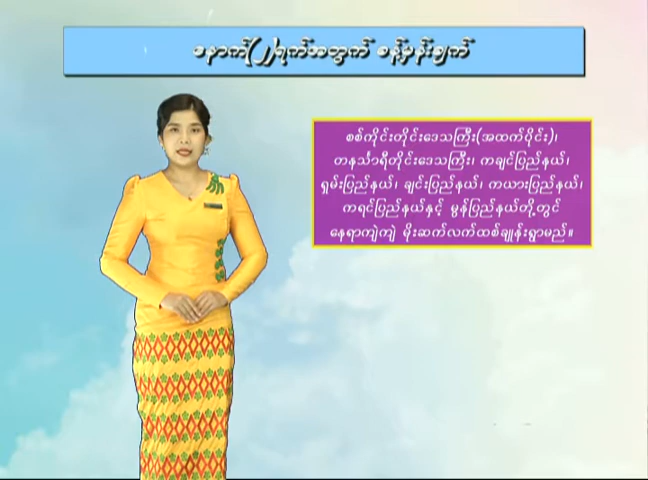 နောက်(၂)ရက်အတွက် ခန့်မှန်းချက်
စစ်ကိုင်းတိုင်းဒေသကြီး(အထက်ပိုင်း)၊
တနင်္သာရီတိုင်းဒေသကြီး၊ ကချင်ပြည်နယ်၊
ရှမ်းပြည်နယ်၊ ချင်းပြည်နယ်၊ ကယားပြည်နယ်၊
ကရင်ပြည်နယ်နှင့် မွန်ပြည်နယ်တို့တွင်
နေရာကျဲကျဲ မိုးဆက်လက်ထစ်ချုန်းရွာမည်။